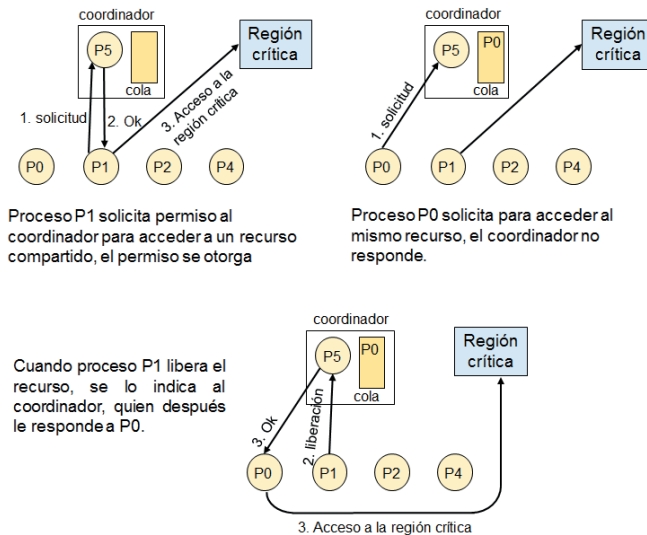 coordinador
P5
cola
Región
crítica
1. solicitud
2. Ok
3. Acceso a la
región crítica
P0
P1
P2
P4
Proceso P1 solicita permiso al
coordinador para acceder a un recurso
compartido, el permiso se otorga
coordinador
P5
P0
cola
Región
crítica
1. solicitud
P0
P1
P2
P4
Proceso P0 solicita para acceder al
mismo recurso, el coordinador no
responde.
Cuando proceso P1 libera el
recurso, se lo indica al
coordinador, quien después
le responde a P0.
coordinador
P5
P0
cola
Región
crítica
3. Ok
2. liberación
P0
P1
P2
P4
3. Acceso a la región crítica